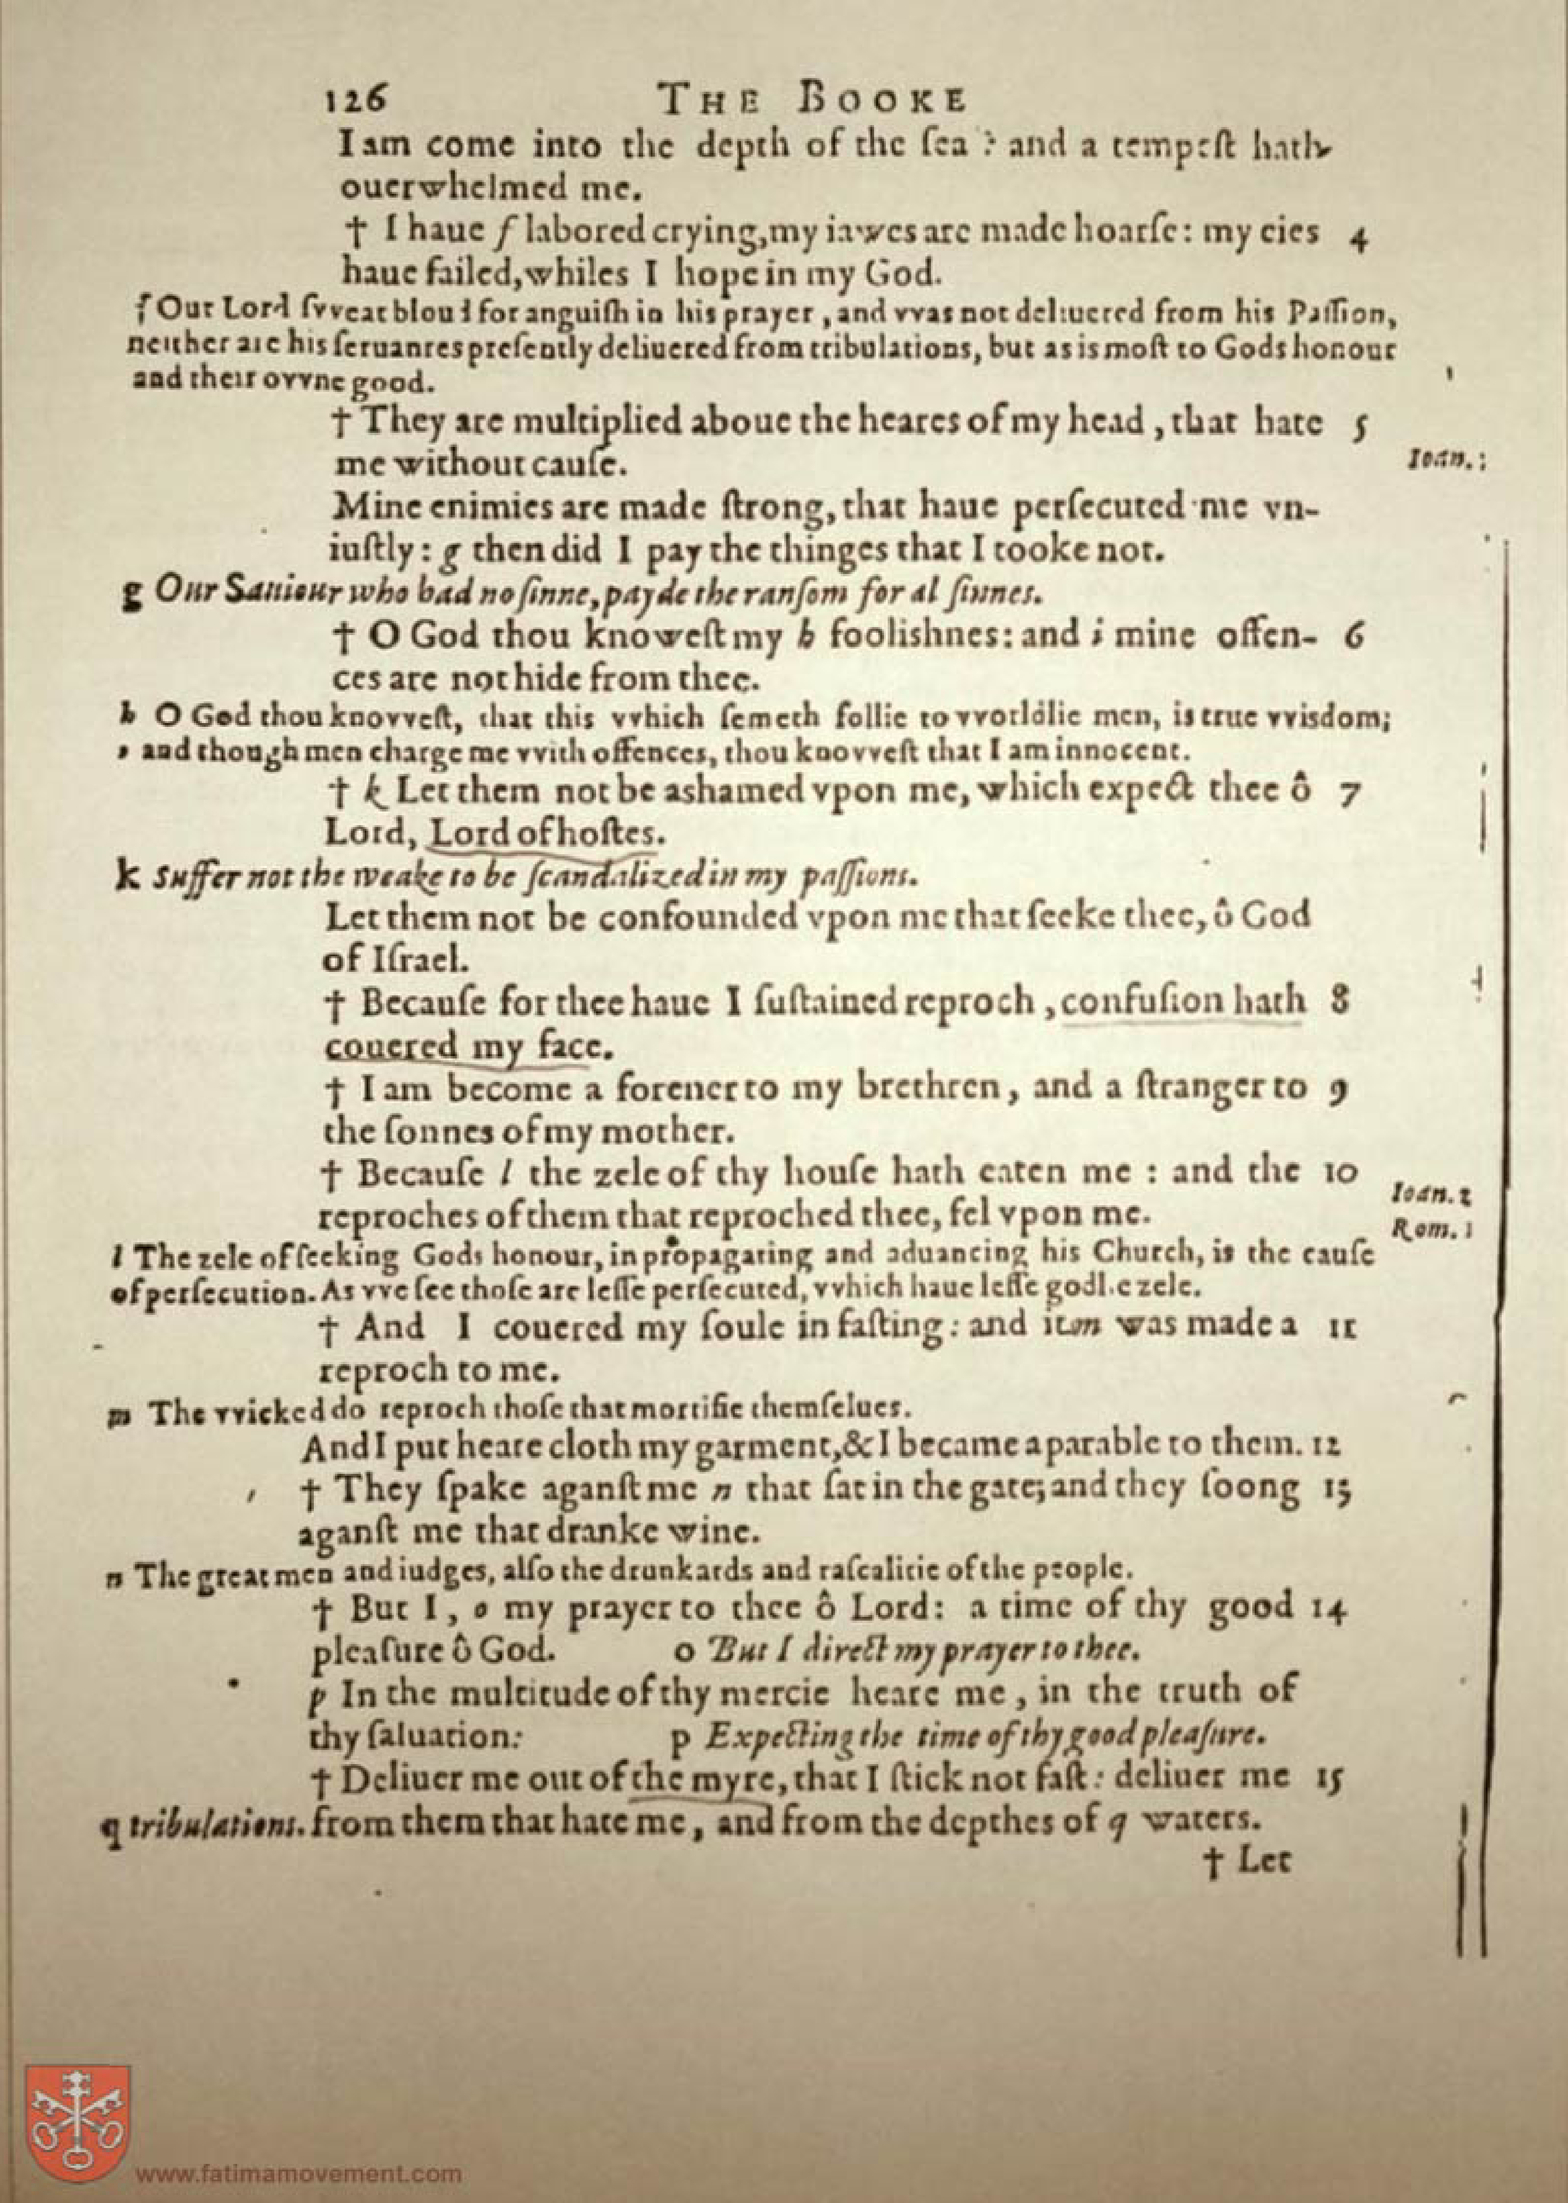 126 THE BOOKE
I am come into the depth of the ſea : and a tempeſt hath
ouerwhelmed me.
† I haue f labored crying, my iawes are made hoarſe: my eies 4
haue failed, whiles I hope in my God.
f Our Lord ſvveat bloud for anguiſh in his prayer, and vvas not deliuered from his Paſſion,
neither are his ſeruantes preſently deliuered from tribulations, but as is moſt to Gods honour
and their ovvne good.
† They are multiplied aboue the heares of my head, that hate 5
me without cauſe.
Ioan.
Mine enimies are made ſtrong, that haue perſecuted me vn-
iuſtly: g then did I pay the thinges that I tooke not.
g Our Sauiour who had no ſinne, payde the ranſom for al ſinnes.
† O God thou knoweſt my h foolishnes: and i mine offen- 6
ces are not hide from thee.
h O God thou knovveſt, that this vvhich ſemeth follie to vvorldlie men, is true vvisdom;
i and though men charge me vvith offences, thou knovveſt that I am innocent.
† k Let them not be ashamed vpon me, which expect thee ô 7
Lord, Lord of hoſtes.
k Suffer not the weake to be ſcandalized in my paſſions.
Let them not be confounded vpon me that ſeeke thee, ô God
of Iſrael.
† Becauſe for thee haue I ſuſtained reproch, confuſion hath 8
couered my face.
† I am become a forener to my brethren, and a ſtranger to 9
the ſonnes of my mother.
† Becauſe l the zele of thy houſe hath eaten me : and the 10
Ioan. 2
reproches of them that reproched thee, fel vpon me.
Rom. 1
l The zele of ſeeking Gods honour, in propagating and aduancing his Church, is the cauſe
of perſecution. As vve ſee thoſe are leſſe perſecuted, vvhich haue leſſe godlie zele.
† And I couered my ſoule in faſting: and it m was made a 11
reproch to me.
m The vvicked do reproch thoſe that mortifie themſelues.
And I put heare cloth my garment, & I became a parable to them. 12
† They ſpake aganſt me n that ſat in the gate; and they ſoong 13
aganſt me that dranke wine.
n The great men and iudges, alſo the drunkards and raſcalitie of the people.
† But I, o my prayer to thee ô Lord: a time of thy good 14
pleaſure ô God. o But I direct my prayer to thee.
p In the multitude of thy mercie heare me, in the truth of
thy ſaluation: p Expecting the time of thy good pleaſure.
† Deliuer me out of the myre, that I ſtick not faſt: deliuer me 15
q tribulations. from them that hate me, and from the depthes of q waters.
† Let
www.fatimamovement.com